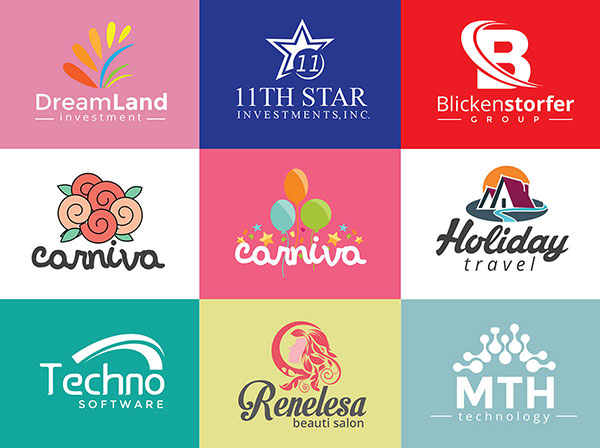 DreamLand
investment
11
11TH STAR
INVESTMENTS,INC.
B
Blickenstorfer
GROUP
carniva
carniva
Holiday
travel
Techno
SOFTWARE
Renelesa
beauti salon
MTH
technology